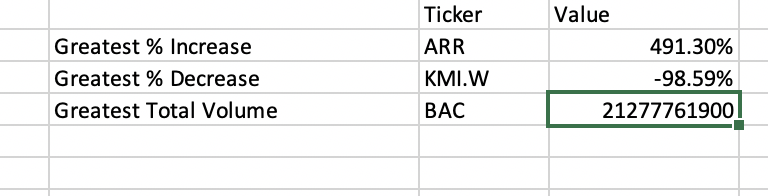 Ticker Value
Greatest % Increase ARR 491.30%
Greatest % Decrease KMI.W -98.59%
Greatest Total Volume BAC 21277761900